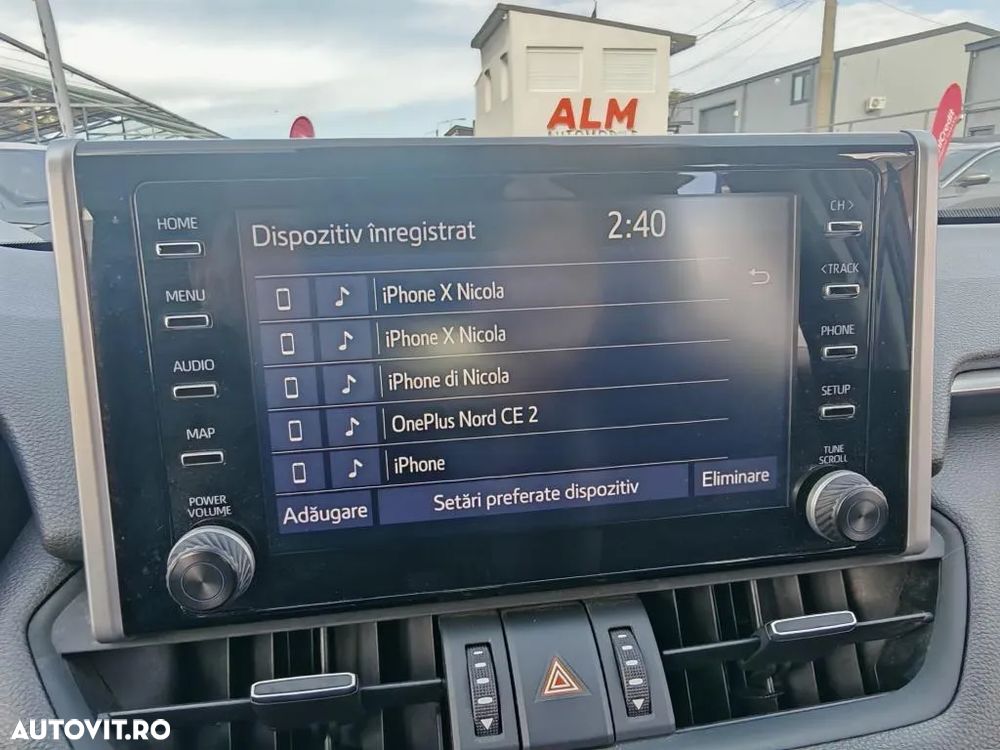 ALM
AUTOMOBILE
HOME
MENU
AUDIO
MAP
POWER
VOLUME
Dispozitiv înregistrat
2:40
iPhone X Nicola
iPhone X Nicola
iPhone di Nicola
OnePlus Nord CE 2
iPhone
Adăugare
Setări preferate dispozitiv
Eliminare
CH >
< TRACK
PHONE
SETUP
TUNE
SCROLL
AUTOVIT.RO